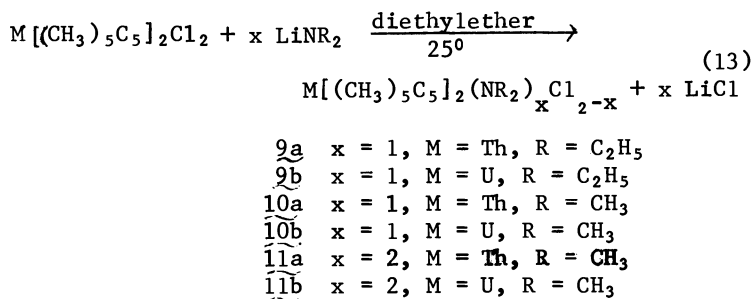 M[(CH₃)₅C₅]₂Cl₂ + x LiNR₂ diethylether
25⁰
(13)
M[(CH₃)₅C₅]₂(NR₂)ₓCl₂₋ₓ + x LiCl
9a x = 1, M = Th, R = C₂H₅
9b x = 1, M = U, R = C₂H₅
10a x = 1, M = Th, R = CH₃
10b x = 1, M = U, R = CH₃
11a x = 2, M = Th, R = CH₃
11b x = 2, M = U, R = CH₃